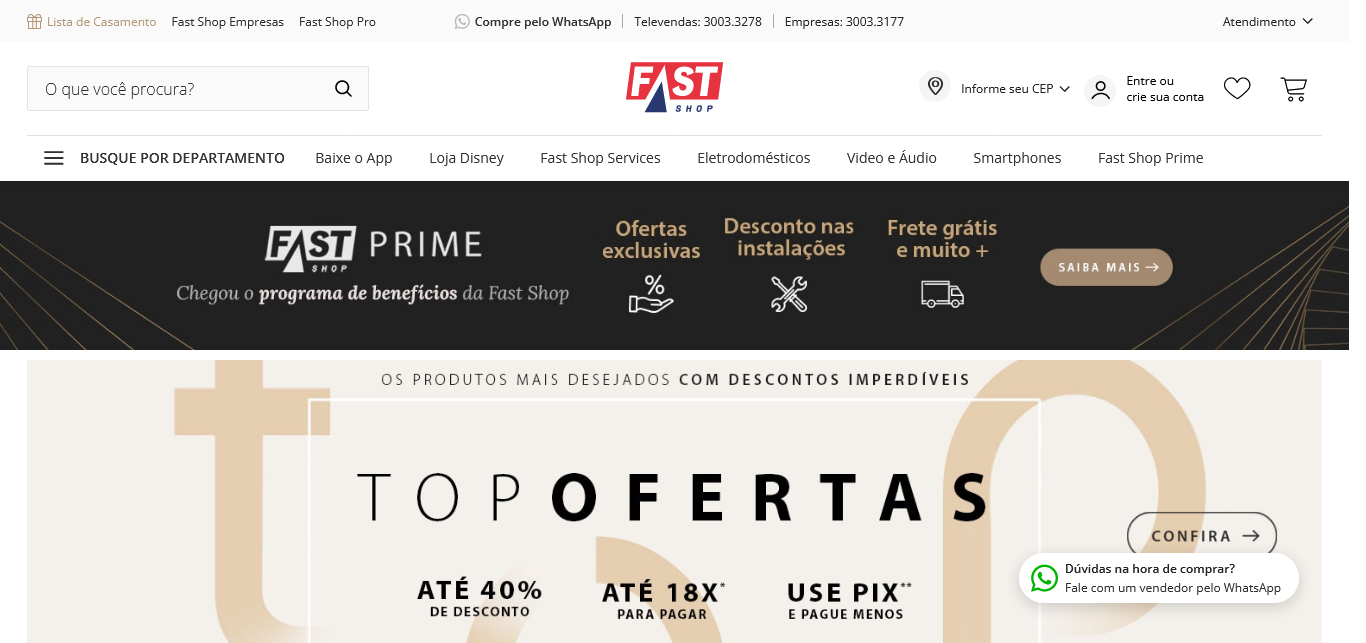 Lista de Casamento Fast Shop Empresas Fast Shop Pro Compre pelo WhatsApp Televendas: 3003.3278 Empresas: 3003.3177 Atendimento
O que você procura?
FAST
SHOP
Informe seu CEP
Entre ou
crie sua conta
BUSQUE POR DEPARTAMENTO Baixe o App Loja Disney Fast Shop Services Eletrodomésticos Video e Áudio Smartphones Fast Shop Prime
FAST SHOP PRIME
Chegou o programa de benefícios da Fast Shop
Ofertas
exclusivas
%
Desconto nas
instalações
Frete grátis
e muito +
SAIBA MAIS
OS PRODUTOS MAIS DESEJADOS COM DESCONTOS IMPERDÍVEIS
TOP OFERTAS
ATÉ 40%
DE DESCONTO
ATÉ 18X*
PARA PAGAR
USE PIX**
E PAGUE MENOS
CONFIRA
Dúvidas na hora de comprar?
Fale com um vendedor pelo WhatsApp